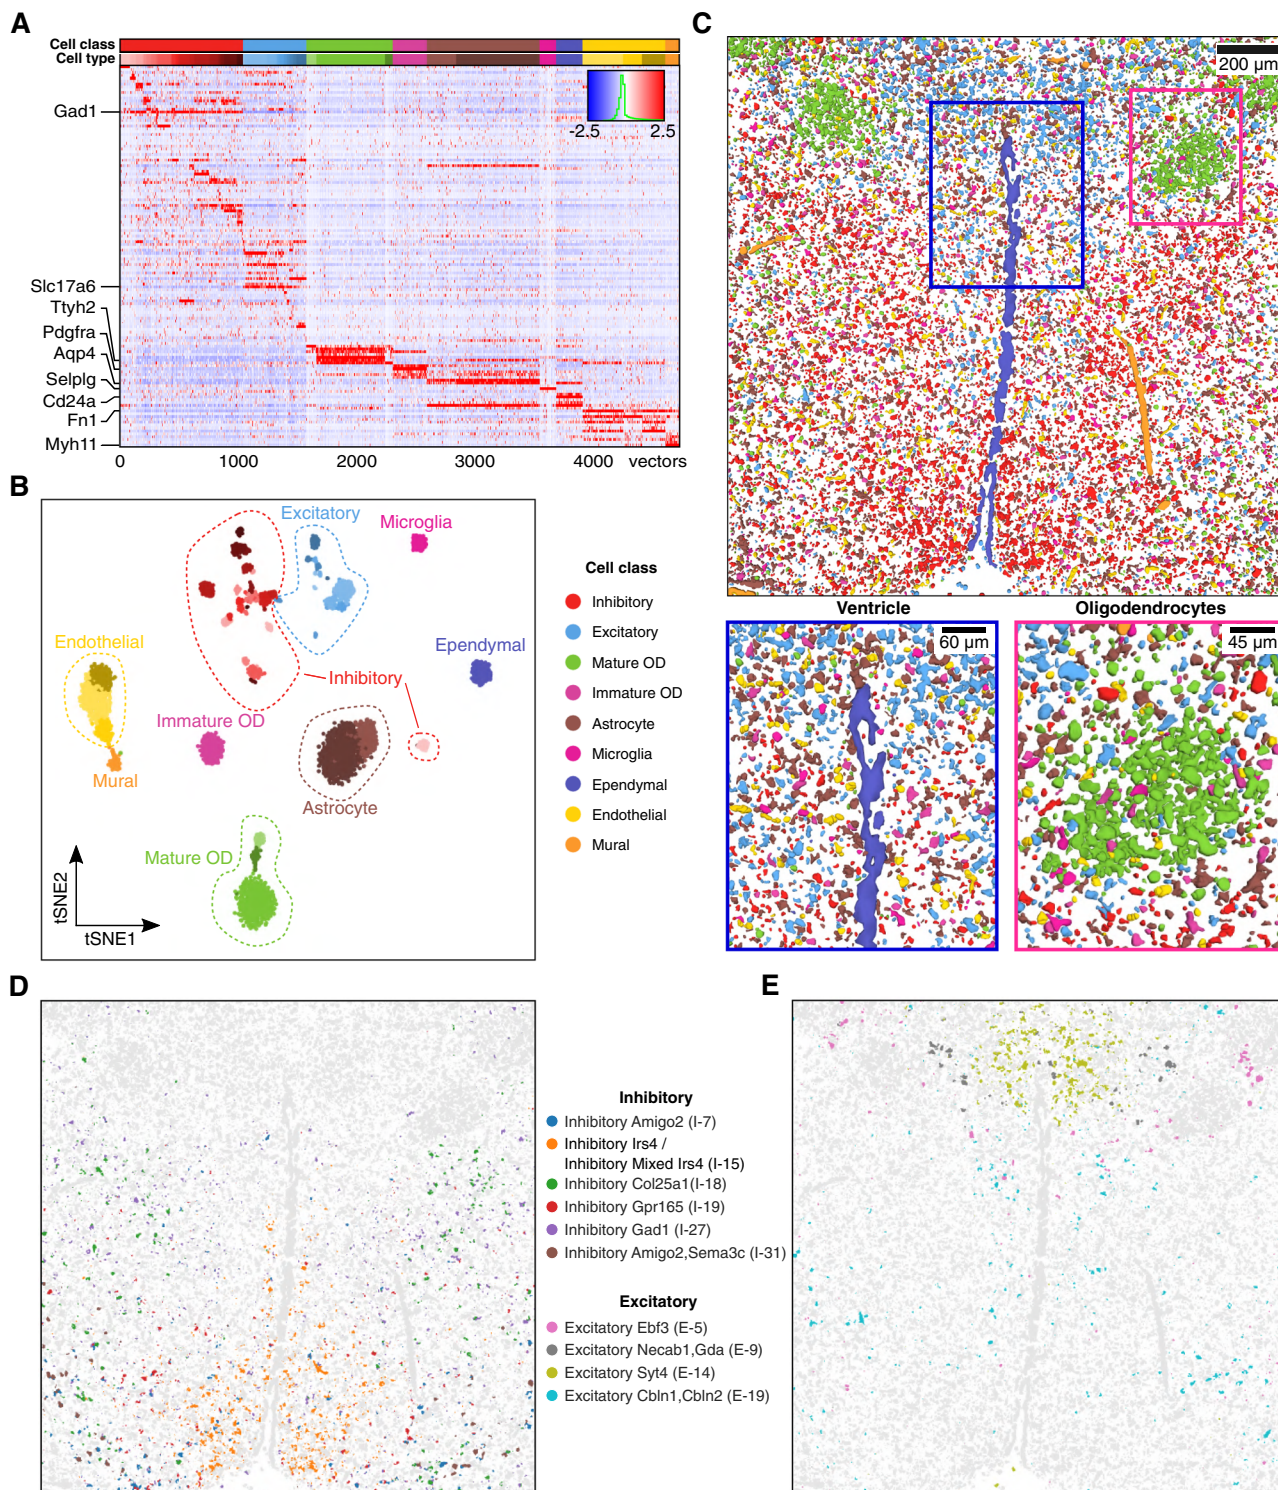 A
Cell class
Cell type
Gad1
Slc17a6
Ttyh2
Pdgfra
Aqp4
Selplg
Cd24a
Fn1
Myh11
-2.5 2.5
0 1000 2000 3000 4000 vectors
B
Excitatory
Microglia
Endothelial
Ependymal
Inhibitory
Immature OD
Mural
Astrocyte
Mature OD
tSNE2
tSNE1
Cell class
Inhibitory
Excitatory
Mature OD
Immature OD
Astrocyte
Microglia
Ependymal
Endothelial
Mural
C
200 µm
Ventricle
60 µm
Oligodendrocytes
45 µm
D
Inhibitory
Inhibitory Amigo2 (I-7)
Inhibitory Irs4 /
Inhibitory Mixed Irs4 (I-15)
Inhibitory Col25a1(I-18)
Inhibitory Gpr165 (I-19)
Inhibitory Gad1 (I-27)
Inhibitory Amigo2,Sema3c (I-31)
Excitatory
Excitatory Ebf3 (E-5)
Excitatory Necab1,Gda (E-9)
Excitatory Syt4 (E-14)
Excitatory Cbln1,Cbln2 (E-19)
E